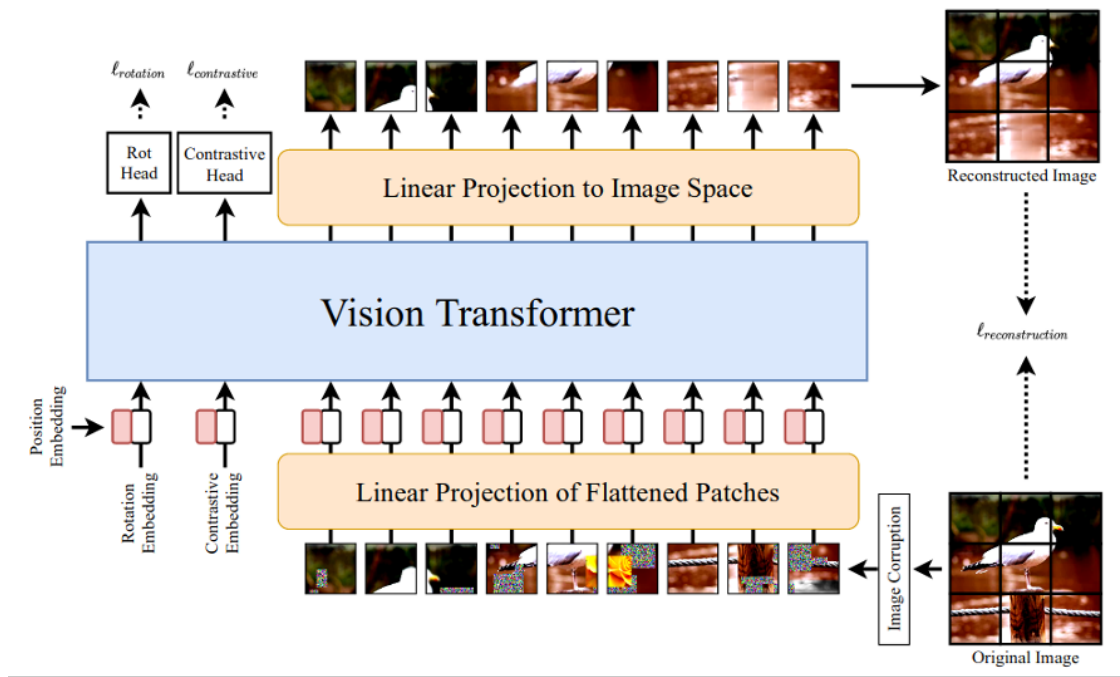 ℓrotation
ℓcontrastive
Rot
Head
Contrastive
Head
Linear Projection to Image Space
Reconstructed Image
Vision Transformer
ℓreconstruction
Position
Embedding
Rotation
Embedding
Contrastive
Embedding
Linear Projection of Flattened Patches
Image Corruption
Original Image